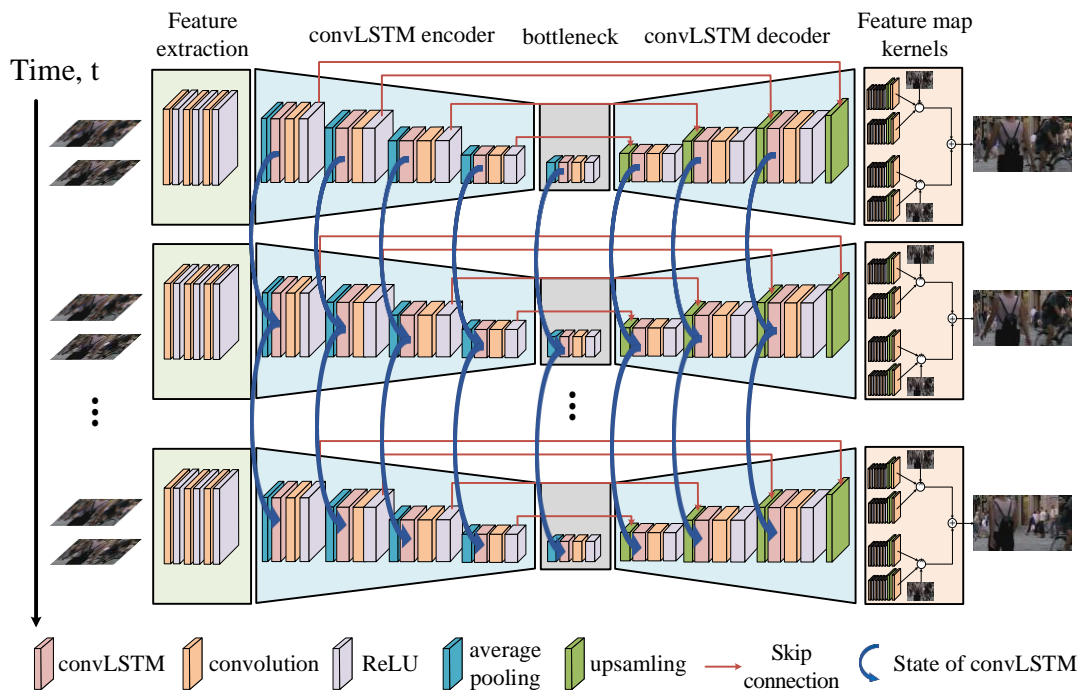 Feature
extraction
convLSTM encoder
bottleneck
convLSTM decoder
Feature map
kernels
Time, t
convLSTM
convolution
ReLU
average
pooling
upsamling
Skip
connection
State of convLSTM